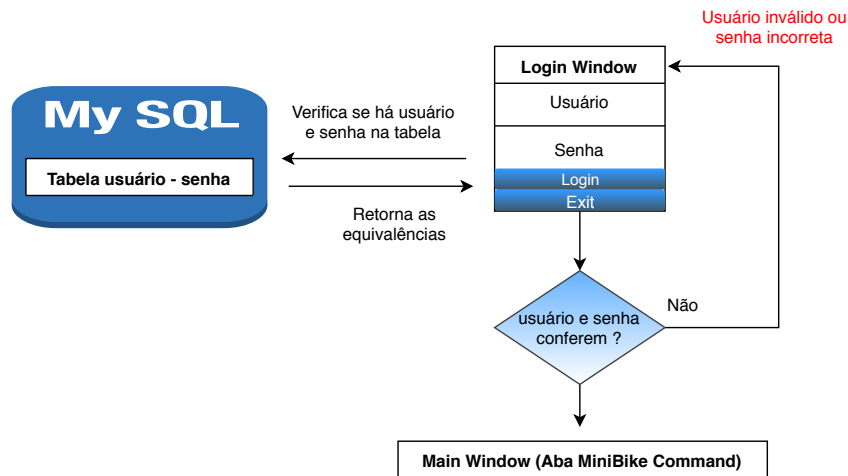 Usuário inválido ou
senha incorreta
Login Window
Usuário
Senha
Login
Exit
My SQL
Tabela usuário - senha
Verifica se há usuário
e senha na tabela
Retorna as
equivalências
usuário e senha
conferem ?
Não
Main Window (Aba MiniBike Command)